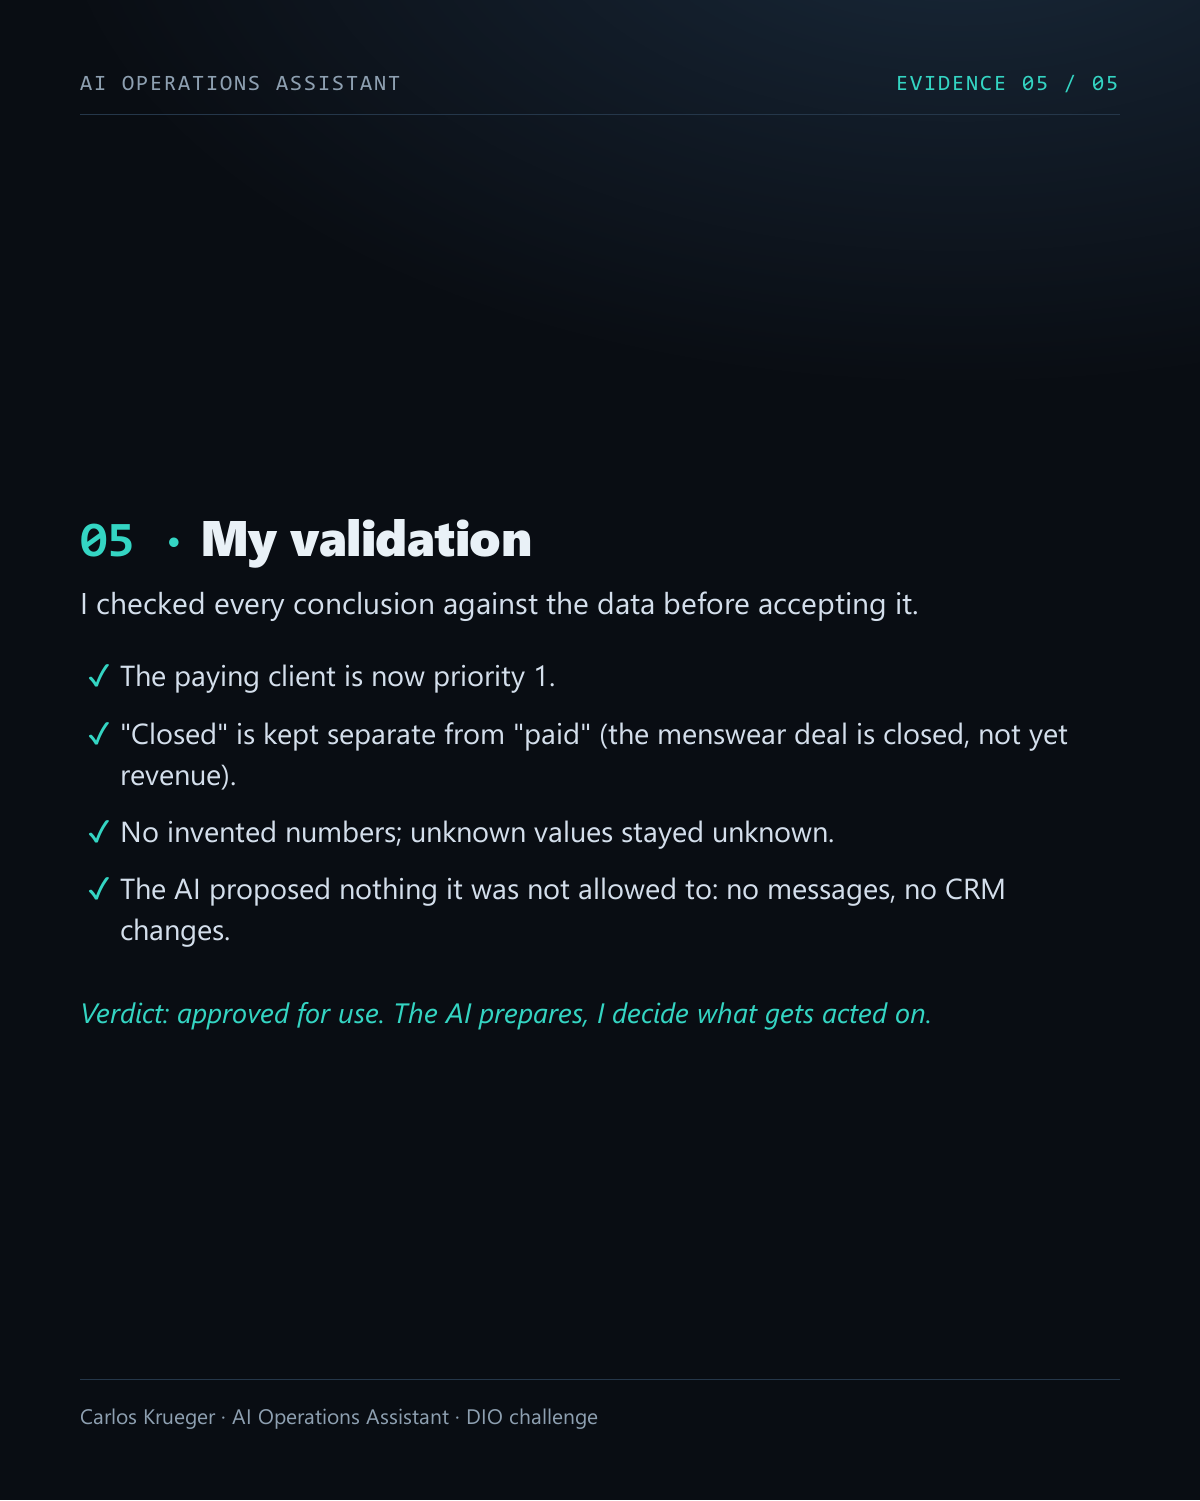 AI OPERATIONS ASSISTANT
EVIDENCE 05 / 05
05 · My validation
I checked every conclusion against the data before accepting it.
✓ The paying client is now priority 1.
✓ "Closed" is kept separate from "paid" (the menswear deal is closed, not yet
revenue).
✓ No invented numbers; unknown values stayed unknown.
✓ The AI proposed nothing it was not allowed to: no messages, no CRM
changes.
Verdict: approved for use. The AI prepares, I decide what gets acted on.
Carlos Krueger · AI Operations Assistant · DIO challenge